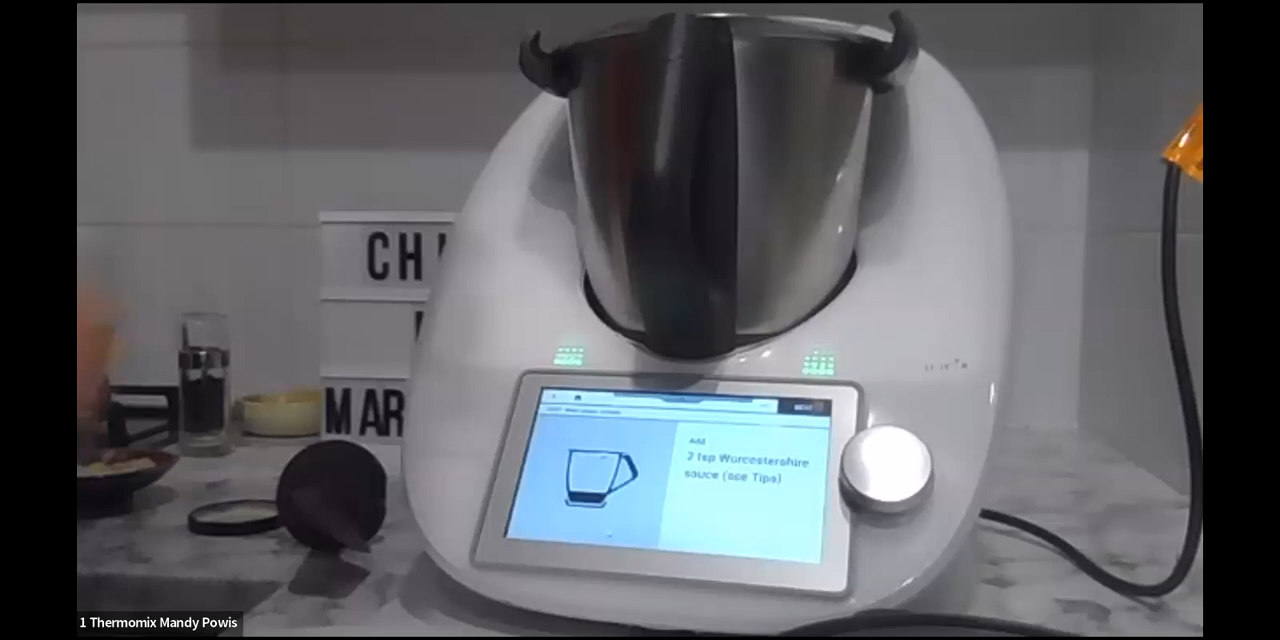 CH
MAR
Add
2 tsp Worcestershire
sauce (see Tips)
1 Thermomix Mandy Powis